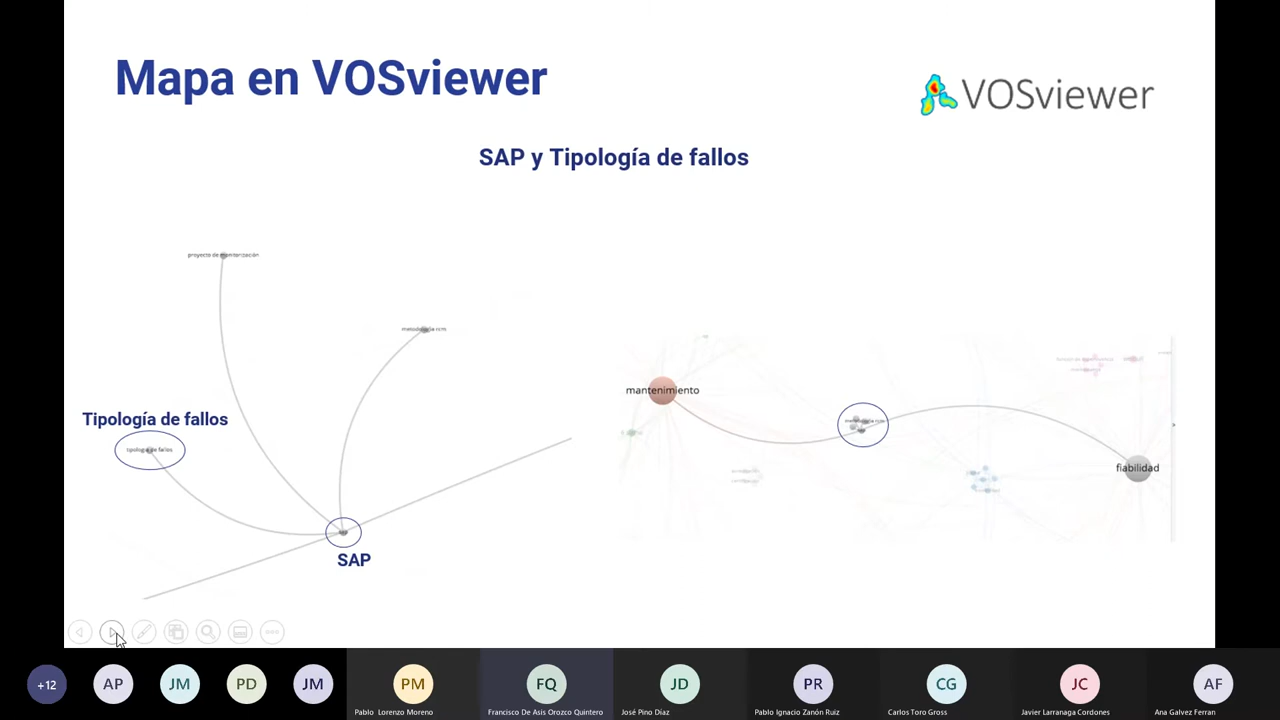 Mapa en VOSviewer
VOSviewer
SAP y Tipología de fallos
proyecto de monitorización
metodología rcm
Tipología de fallos
tipología de fallos
SAP
mantenimiento
metodología rcm
fiabilidad
+12
AP
JM
PD
JM
PM
FQ
JD
PR
CG
JC
AF
Pablo Lorenzo Moreno
Francisco De Asis Orozco Quintero
José Pino Díaz
Pablo Ignacio Zanón Ruiz
Carlos Toro Gross
Javier Larranaga Cordones
Ana Galvez Ferran